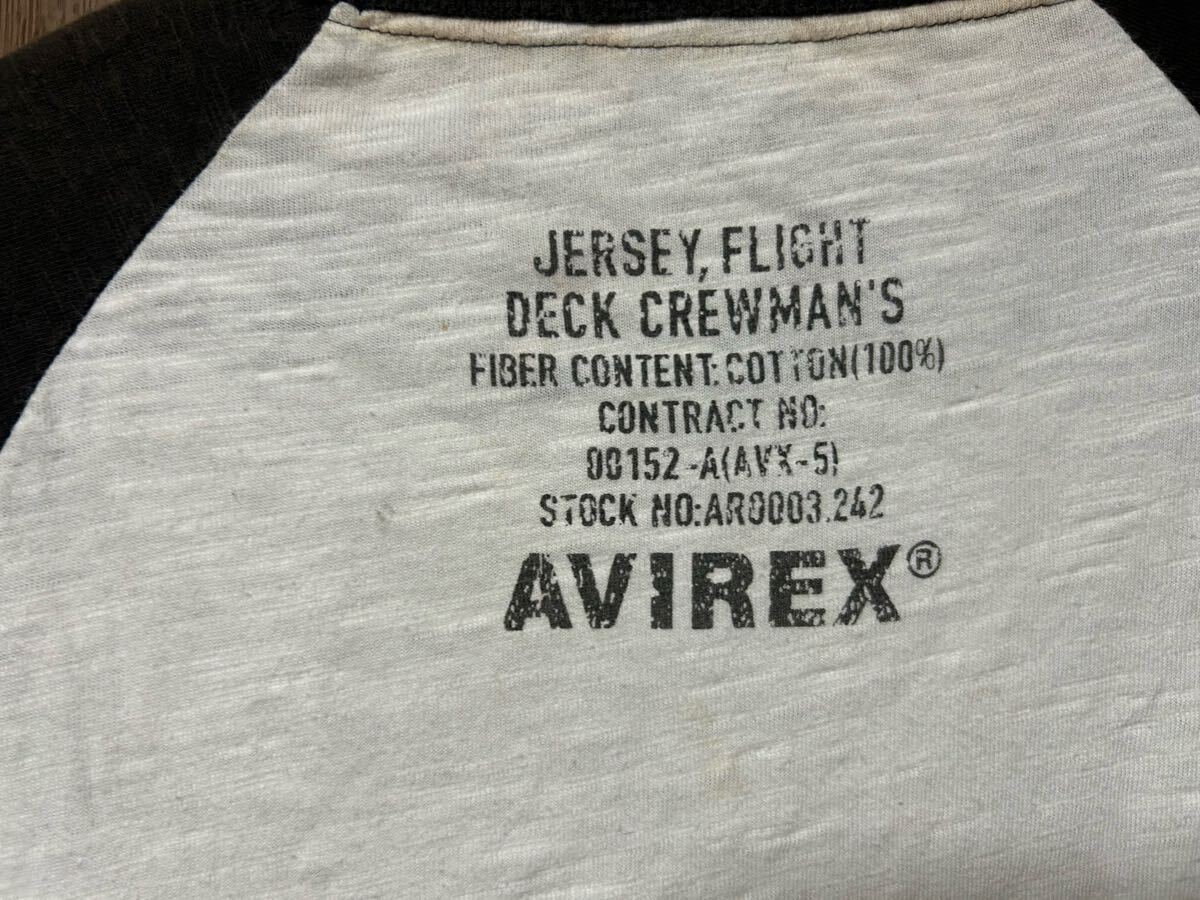 JERSEY, FLIGHT
DECK CREWMAN'S
FIBER CONTENT: COTTON(100%)
CONTRACT NO:
00152-A(AVX-5)
STOCK NO:AR0003.242
AVIREX®